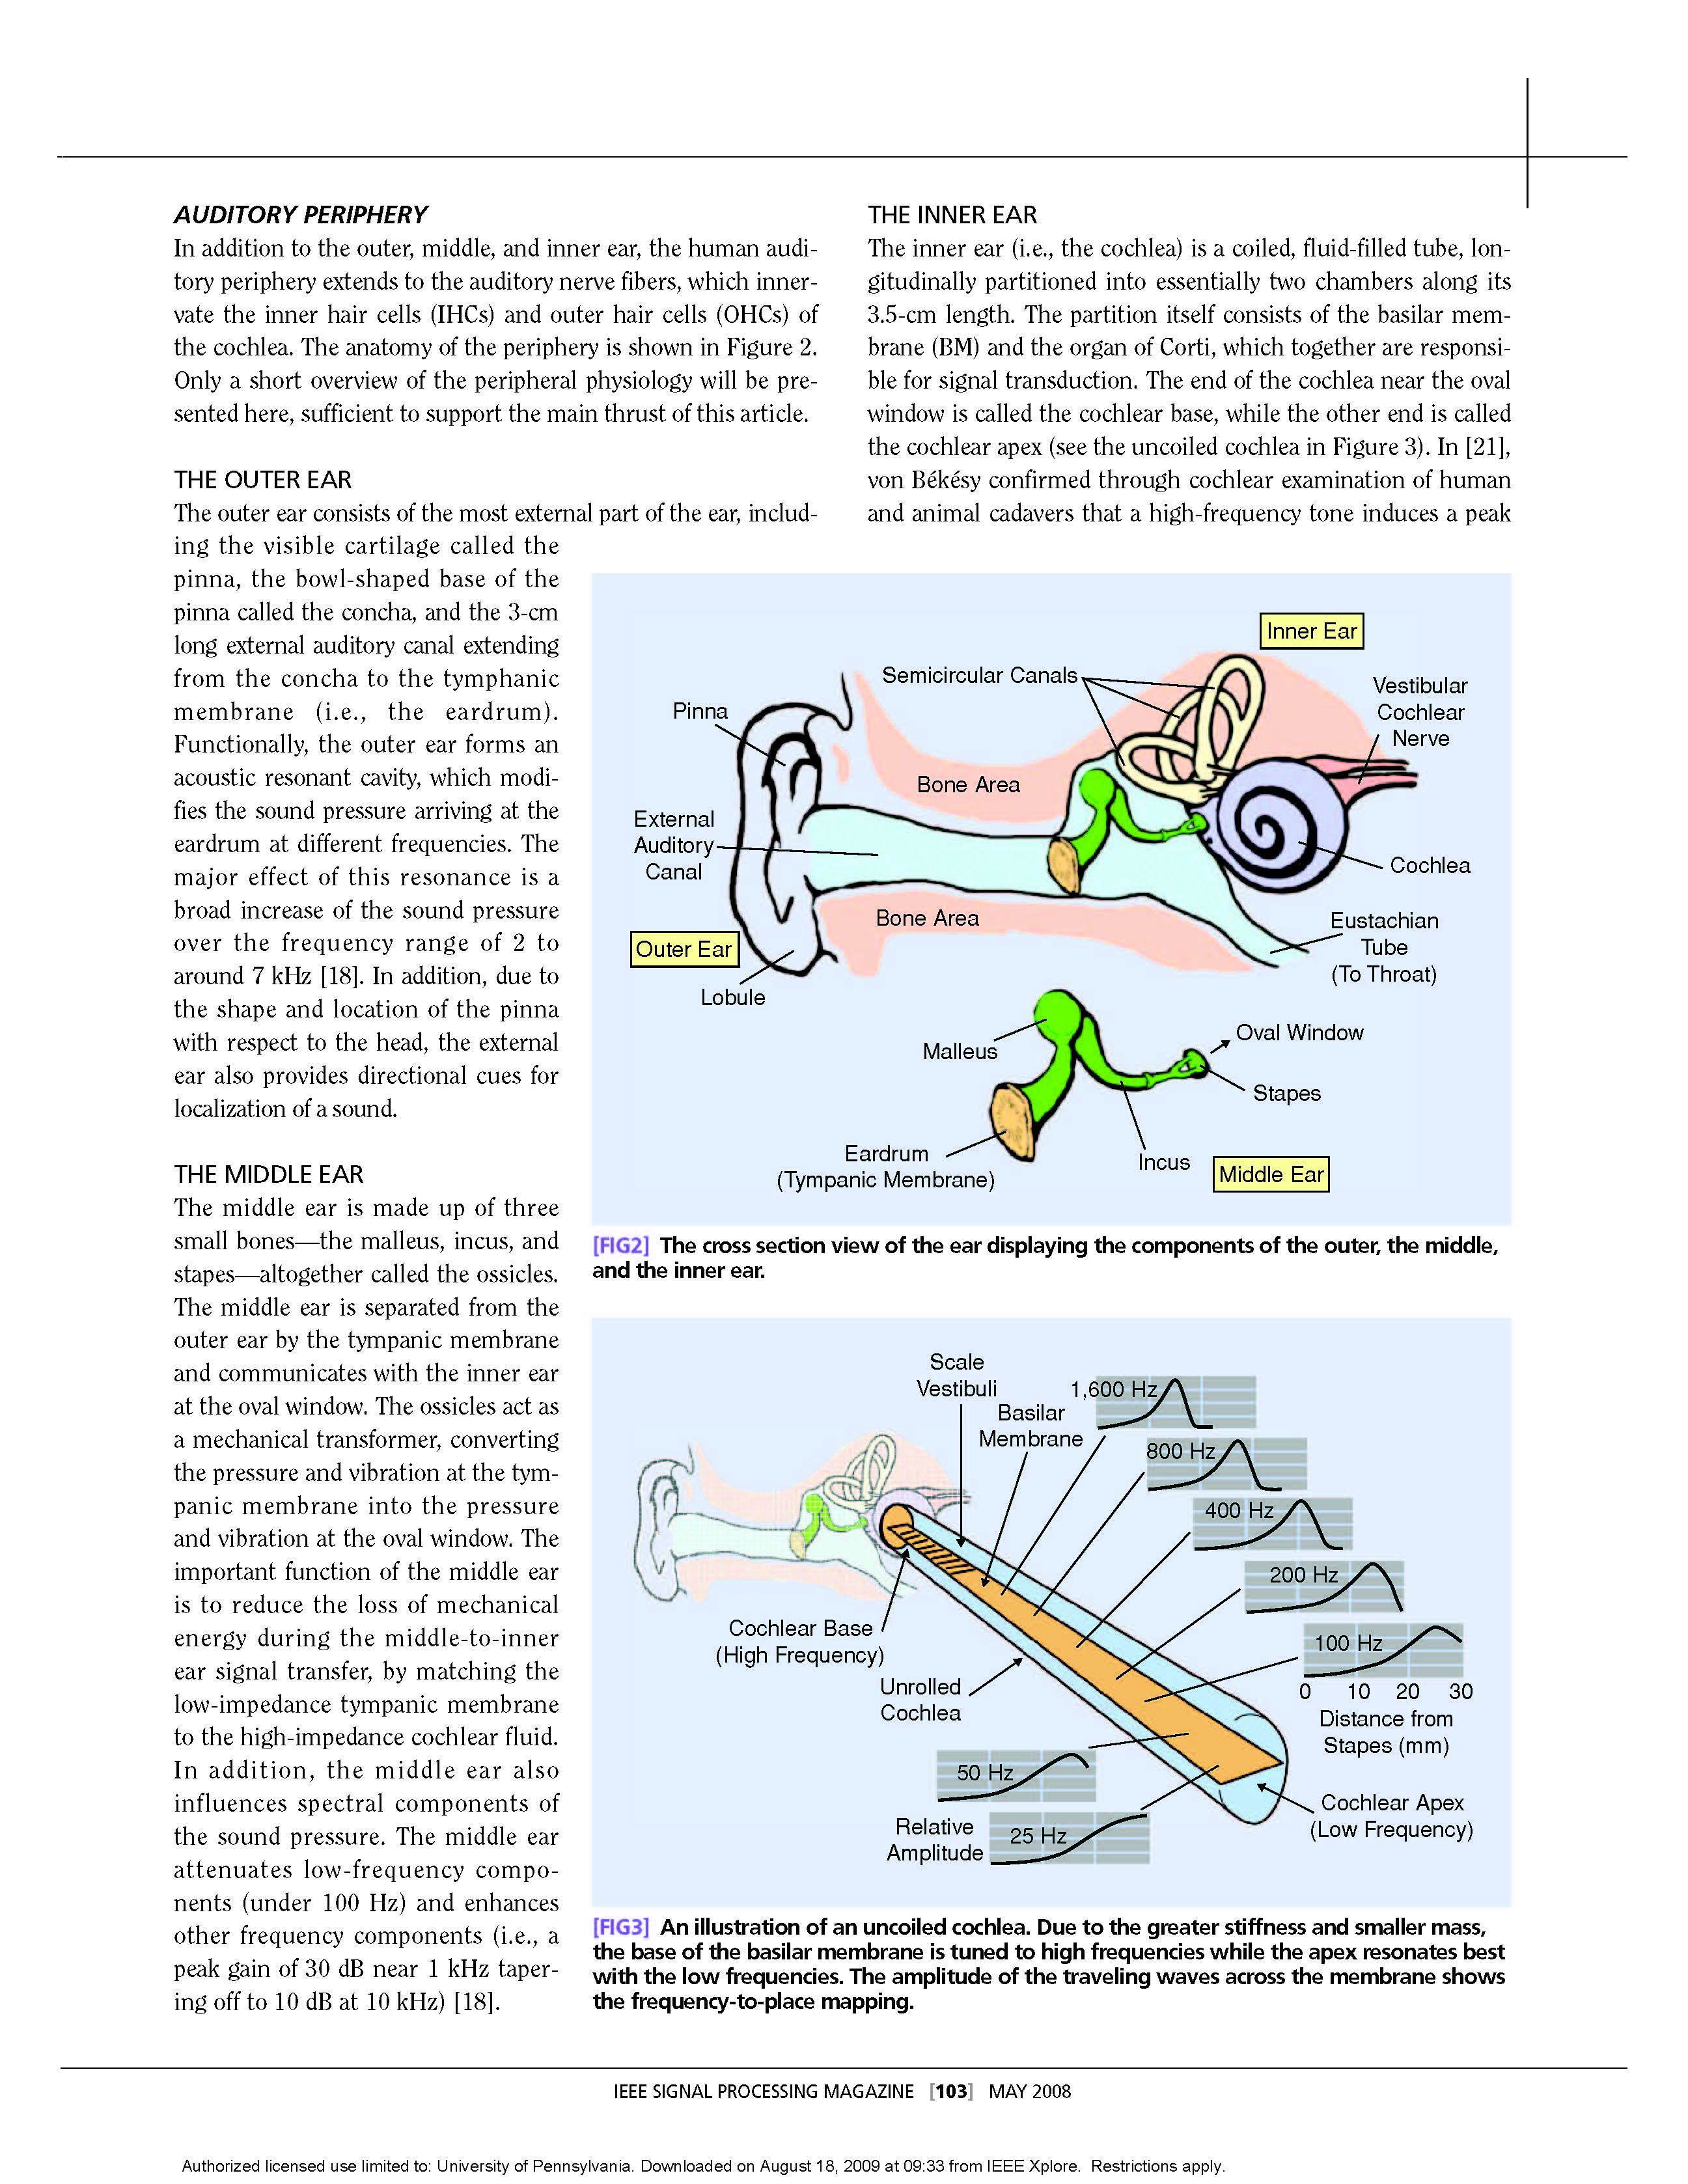 AUDITORY PERIPHERY
In addition to the outer, middle, and inner ear, the human audi-
tory periphery extends to the auditory nerve fibers, which inner-
vate the inner hair cells (IHCs) and outer hair cells (OHCs) of
the cochlea. The anatomy of the periphery is shown in Figure 2.
Only a short overview of the peripheral physiology will be pre-
sented here, sufficient to support the main thrust of this article.
THE OUTER EAR
The outer ear consists of the most external part of the ear, includ-
ing the visible cartilage called the
pinna, the bowl-shaped base of the
pinna called the concha, and the 3-cm
long external auditory canal extending
from the concha to the tymphanic
membrane (i.e., the eardrum).
Functionally, the outer ear forms an
acoustic resonant cavity, which modi-
fies the sound pressure arriving at the
eardrum at different frequencies. The
major effect of this resonance is a
broad increase of the sound pressure
over the frequency range of 2 to
around 7 kHz [18]. In addition, due to
the shape and location of the pinna
with respect to the head, the external
ear also provides directional cues for
localization of a sound.
THE MIDDLE EAR
The middle ear is made up of three
small bones—the malleus, incus, and
stapes—altogether called the ossicles.
The middle ear is separated from the
outer ear by the tympanic membrane
and communicates with the inner ear
at the oval window. The ossicles act as
a mechanical transformer, converting
the pressure and vibration at the tym-
panic membrane into the pressure
and vibration at the oval window. The
important function of the middle ear
is to reduce the loss of mechanical
energy during the middle-to-inner
ear signal transfer, by matching the
low-impedance tympanic membrane
to the high-impedance cochlear fluid.
In addition, the middle ear also
influences spectral components of
the sound pressure. The middle ear
attenuates low-frequency compo-
nents (under 100 Hz) and enhances
other frequency components (i.e., a
peak gain of 30 dB near 1 kHz taper-
ing off to 10 dB at 10 kHz) [18].
THE INNER EAR
The inner ear (i.e., the cochlea) is a coiled, fluid-filled tube, lon-
gitudinally partitioned into essentially two chambers along its
3.5-cm length. The partition itself consists of the basilar mem-
brane (BM) and the organ of Corti, which together are responsi-
ble for signal transduction. The end of the cochlea near the oval
window is called the cochlear base, while the other end is called
the cochlear apex (see the uncoiled cochlea in Figure 3). In [21],
von Békésy confirmed through cochlear examination of human
and animal cadavers that a high-frequency tone induces a peak
Inner Ear
Semicircular Canals
Vestibular
Cochlear
Nerve
Pinna
Bone Area
External
Auditory
Canal
Cochlea
Bone Area
Eustachian
Tube
(To Throat)
Outer Ear
Lobule
Oval Window
Malleus
Stapes
Eardrum
(Tympanic Membrane)
Incus
Middle Ear
[FIG2] The cross section view of the ear displaying the components of the outer, the middle,
and the inner ear.
Scale
Vestibuli
Basilar
Membrane
1,600 Hz
800 Hz
400 Hz
200 Hz
100 Hz
0 10 20 30
Distance from
Stapes (mm)
Cochlear Base
(High Frequency)
Unrolled
Cochlea
50 Hz
Relative
Amplitude
25 Hz
Cochlear Apex
(Low Frequency)
[FIG3] An illustration of an uncoiled cochlea. Due to the greater stiffness and smaller mass,
the base of the basilar membrane is tuned to high frequencies while the apex resonates best
with the low frequencies. The amplitude of the traveling waves across the membrane shows
the frequency-to-place mapping.
IEEE SIGNAL PROCESSING MAGAZINE [103] MAY 2008
Authorized licensed use limited to: University of Pennsylvania. Downloaded on August 18, 2009 at 09:33 from IEEE Xplore. Restrictions apply.